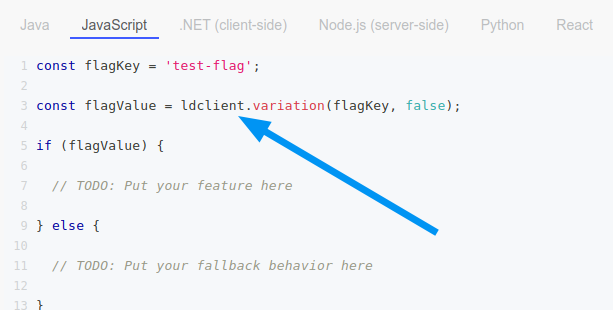 Java JavaScript .NET (client-side) Node.js (server-side) Python React
1 const flagKey = 'test-flag';
2
3 const flagValue = ldclient.variation(flagKey, false);
4
5 if (flagValue) {
6
7 // TODO: Put your feature here
8
9 } else {
10
11 // TODO: Put your fallback behavior here
12
13 }